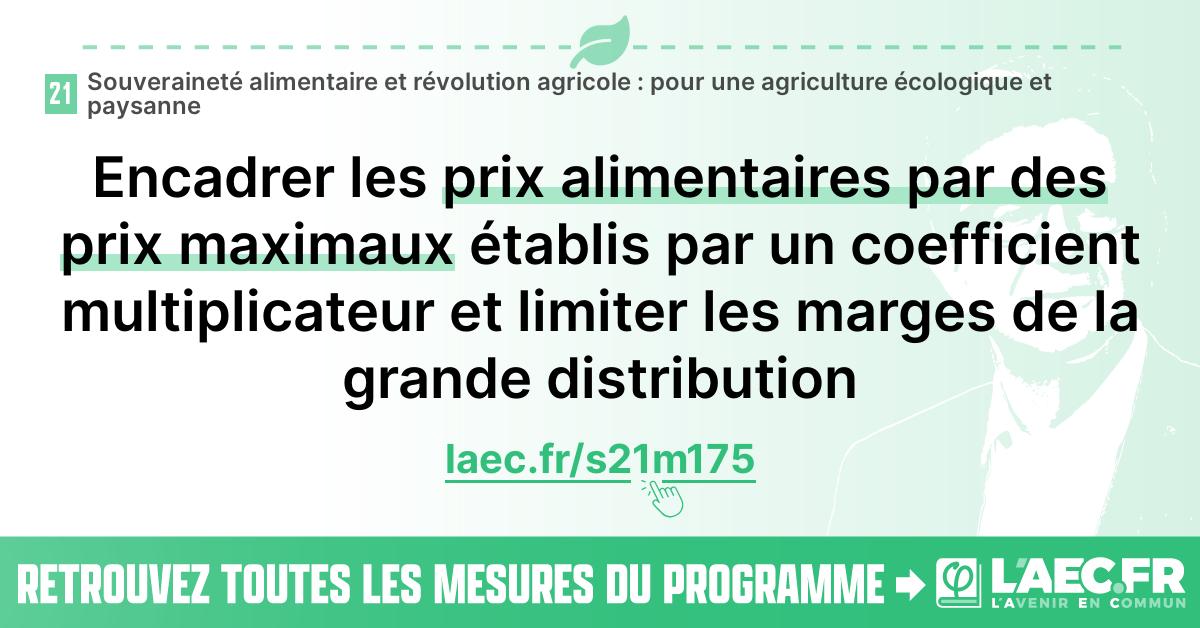 21
Souveraineté alimentaire et révolution agricole : pour une agriculture écologique et
paysanne
Encadrer les prix alimentaires par des
prix maximaux établis par un coefficient
multiplicateur et limiter les marges de la
grande distribution
laec.fr/s21m175
RETROUVEZ TOUTES LES MESURES DU PROGRAMME
φ
L'AEC.FR
L'AVENIR EN COMMUN